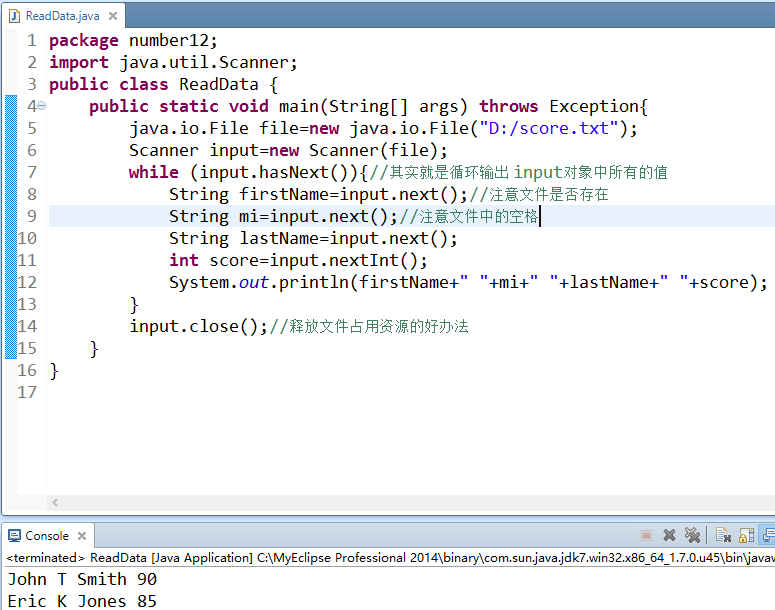 ReadData.java
1 package number12;
2 import java.util.Scanner;
3 public class ReadData {
4 public static void main(String[] args) throws Exception{
5 java.io.File file=new java.io.File("D:/score.txt");
6 Scanner input=new Scanner(file);
7 while (input.hasNext()){//其实就是循环输出 input对象中所有的值
8 String firstName=input.next();//注意文件是否存在
9 String mi=input.next();//注意文件中的空格
10 String lastName=input.next();
11 int score=input.nextInt();
12 System.out.println(firstName+" "+mi+" "+lastName+" "+score);
13 }
14 input.close();//释放文件占用资源的好办法
15 }
16 }
17
Console
<terminated> ReadData [Java Application] C:\MyEclipse Professional 2014\binary\com.sun.java.jdk7.win32.x86_64_1.7.0.u45\bin\javav
John T Smith 90
Eric K Jones 85